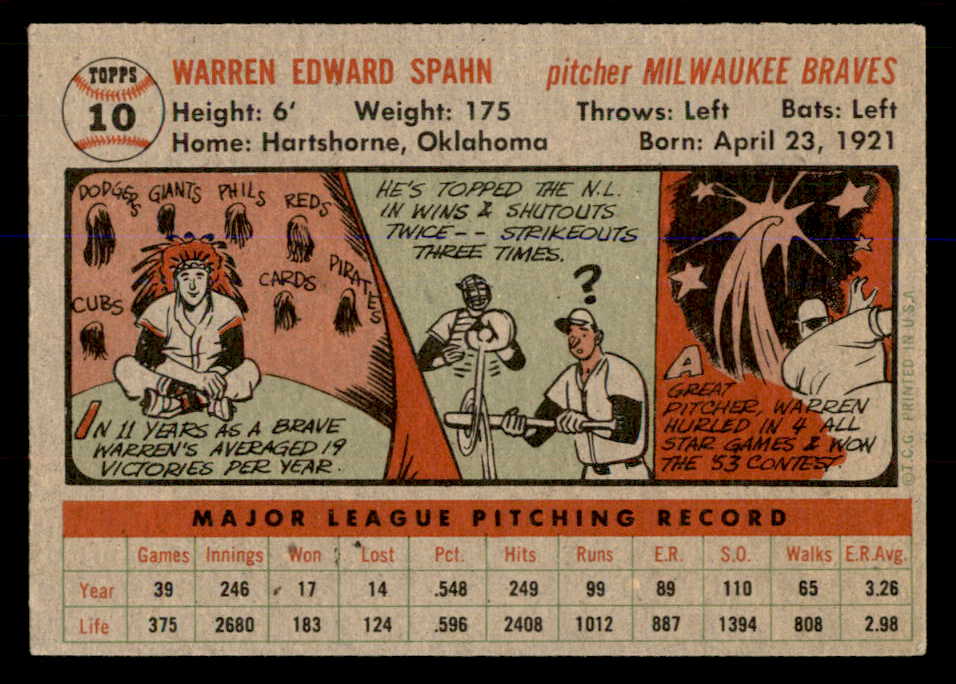 TOPPS
10
WARREN EDWARD SPAHN pitcher MILWAUKEE BRAVES
Height: 6' Weight: 175 Throws: Left Bats: Left
Home: Hartshorne, Oklahoma Born: April 23, 1921
DODGERS GIANTS PHILS REDS
CUBS CARDS PIRATES
IN 11 YEARS AS A BRAVE
WARREN'S AVERAGED 19
VICTORIES PER YEAR.
HE'S TOPPED THE N.L.
IN WINS & SHUTOUTS
TWICE -- STRIKEOUTS
THREE TIMES.
?
A
GREAT
PITCHER, WARREN
HURLED IN 4 ALL
STAR GAMES & WON
THE '53 CONTEST.
©T.C.G. PRINTED IN U.S.A.
MAJOR LEAGUE PITCHING RECORD
Games Innings Won Lost Pct. Hits Runs E.R. S.O. Walks E.R.Avg.
Year 39 246 17 14 .548 249 99 89 110 65 3.26
Life 375 2680 183 124 .596 2408 1012 887 1394 808 2.98